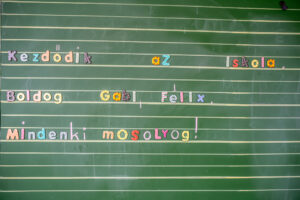 Kezdődik az iskola.
Boldog Gabi Felix.
Mindenki mosolyog!